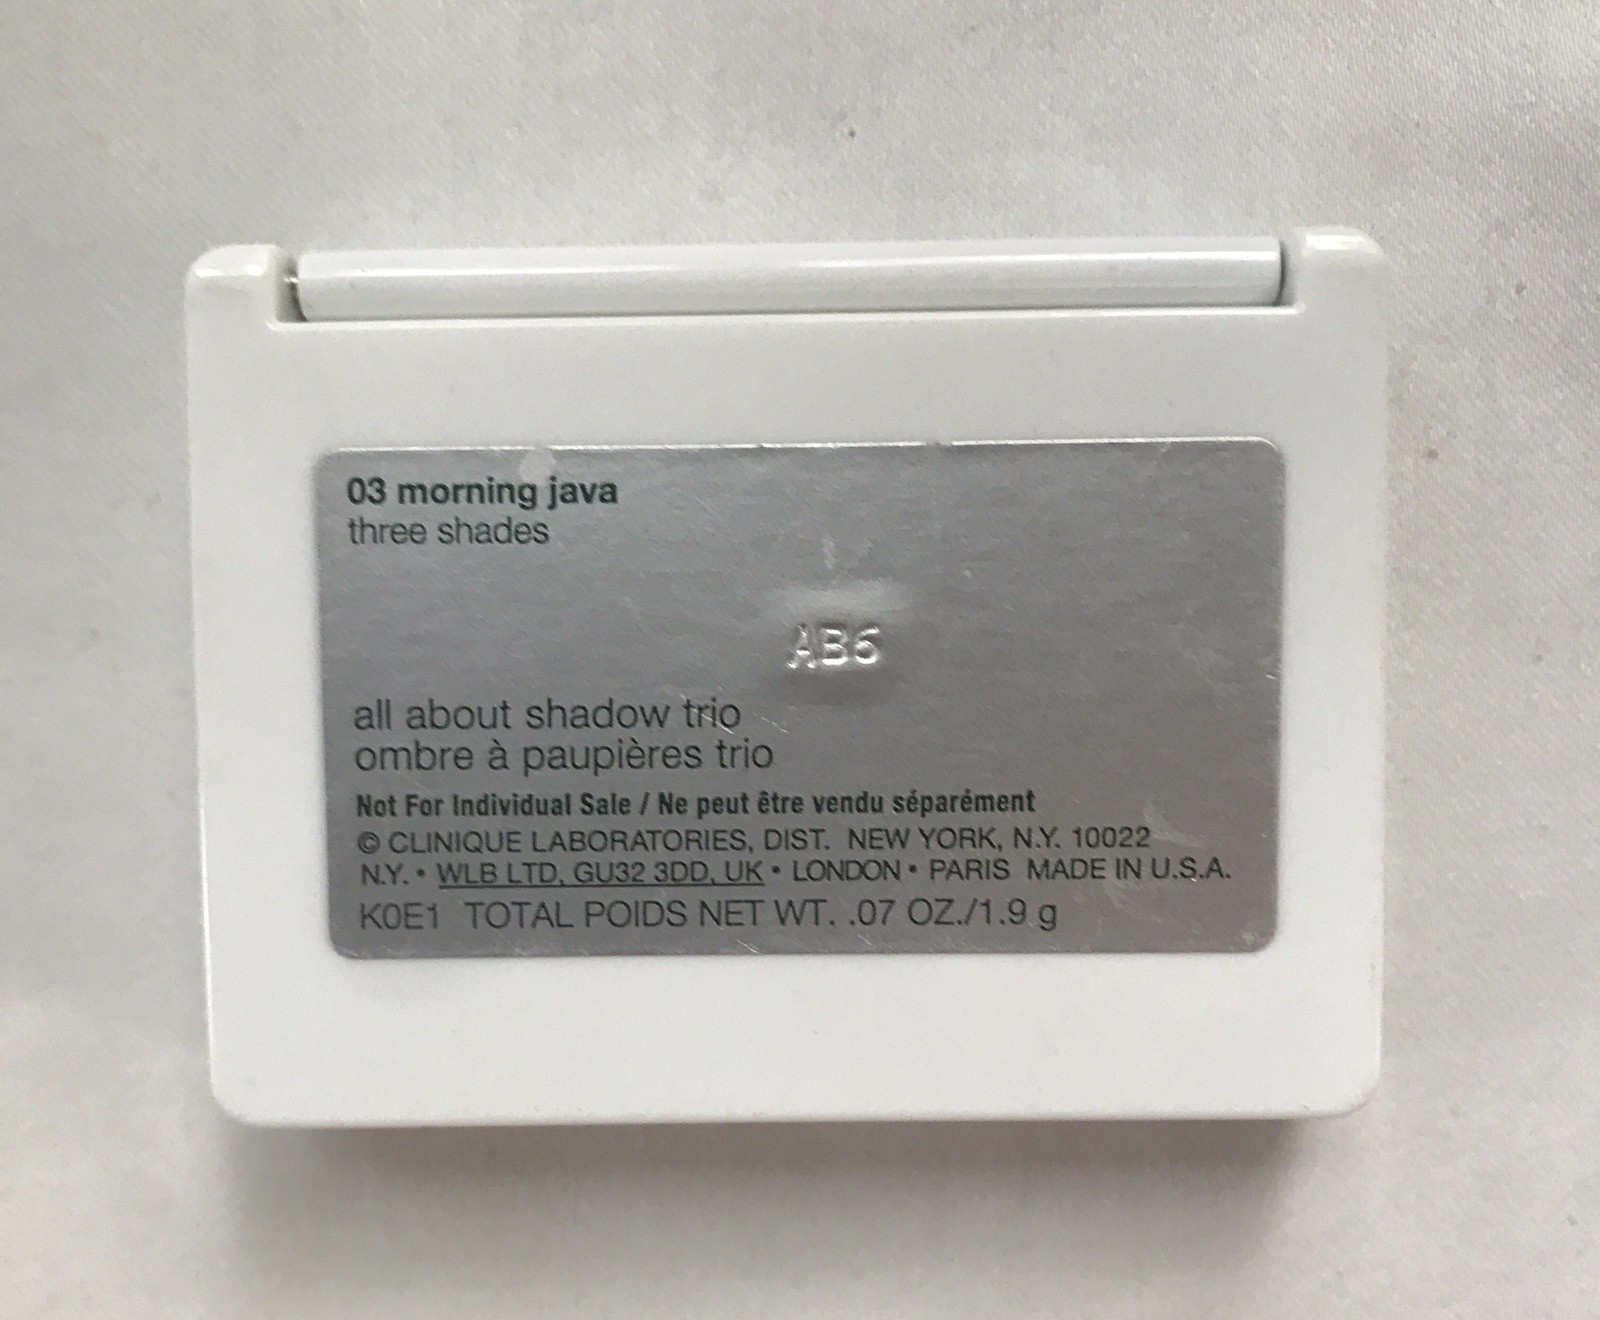 03 morning java
three shades
AB6
all about shadow trio
ombre à paupières trio
Not For Individual Sale / Ne peut être vendu séparément
© CLINIQUE LABORATORIES, DIST. NEW YORK, N.Y. 10022
N.Y. • WLB LTD, GU32 3DD, UK • LONDON • PARIS MADE IN U.S.A.
K0E1 TOTAL POIDS NET WT. .07 OZ./1.9 g